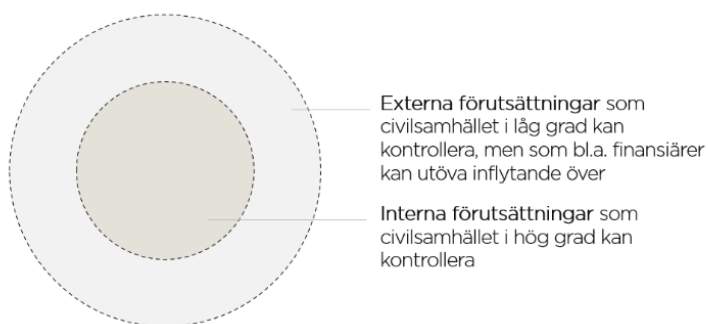 Externa förutsättningar som
civilsamhället i låg grad kan
kontrollera, men som bl.a. finansiärer
kan utöva inflytande över
Interna förutsättningar som
civilsamhället i hög grad kan
kontrollera